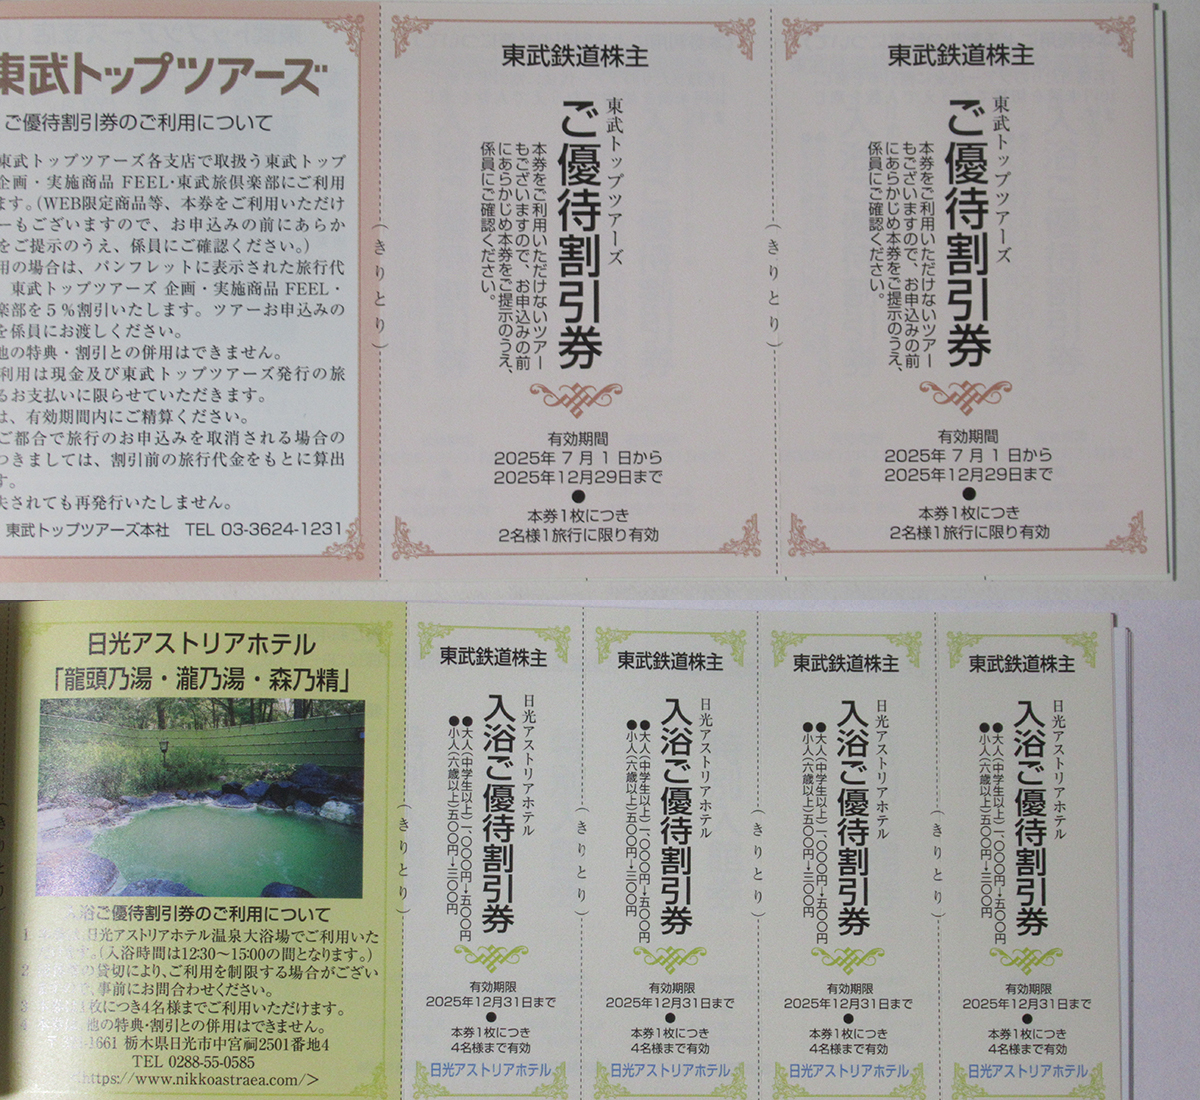 東武トップツアーズ
ご優待割引券のご利用について
東武トップツアーズ各支店で取扱う東武トップ
企画・実施商品 FEEL・東武旅倶楽部にご利用
ます。(WEB限定商品等、本券をご利用いただけ
ーもございますので、お申込みの前にあらか
をご提示のうえ、係員にご確認ください。)
用の場合は、パンフレットに表示された旅行代
東武トップツアーズ 企画・実施商品 FEEL・
楽部を5%割引いたします。ツアーお申込みの
を係員にお渡しください。
他の特典・割引との併用はできません。
利用は現金及び東武トップツアーズ発行の旅
るお支払いに限らせていただきます。
は、有効期間内にご精算ください。
ご都合で旅行のお申込みを取消される場合の
つきましては、割引前の旅行代金をもとに算出
す。
失されても再発行いたしません。
東武トップツアーズ本社 TEL 03-3624-1231
(きりとり)
東武鉄道株主
東武トップツアーズ
ご優待割引券
本券をご利用いただけないツアー
もございますので、お申込みの前
にあらかじめ本券をご提示のうえ、
係員にご確認ください。
有効期間
2025年7月1日から
2025年12月29日まで
●
本券1枚につき
2名様1旅行に限り有効
(きりとり)
東武鉄道株主
東武トップツアーズ
ご優待割引券
本券をご利用いただけないツアー
もございますので、お申込みの前
にあらかじめ本券をご提示のうえ、
係員にご確認ください。
有効期間
2025年7月1日から
2025年12月29日まで
●
本券1枚につき
2名様1旅行に限り有効
(きりとり)
日光アストリアホテル
「龍頭乃湯・瀧乃湯・森乃精」
浴ご優待割引券のご利用について
日光アストリアホテル温泉大浴場でご利用いた
す。(入浴時間は12:30〜15:00の間となります。)
の貸切により、ご利用を制限する場合がござい
、事前にお問合わせください。
1枚につき4名様までご利用いただけます。
他の特典・割引との併用はできません。
-1661 栃木県日光市中宮祠2501番地4
TEL 0288-55-0585
<https://www.nikkoastraea.com/>
(きりとり)
東武鉄道株主
日光アストリアホテル
入浴ご優待割引券
●大人(中学生以上)一、〇〇〇円→五〇〇円
●小人(六歳以上)五〇〇円→三〇〇円
有効期限
2025年12月31日まで
●
本券1枚につき
4名様まで有効
日光アストリアホテル
(きりとり)
東武鉄道株主
日光アストリアホテル
入浴ご優待割引券
●大人(中学生以上)一、〇〇〇円→五〇〇円
●小人(六歳以上)五〇〇円→三〇〇円
有効期限
2025年12月31日まで
●
本券1枚につき
4名様まで有効
日光アストリアホテル
(きりとり)
東武鉄道株主
日光アストリアホテル
入浴ご優待割引券
●大人(中学生以上)一、〇〇〇円→五〇〇円
●小人(六歳以上)五〇〇円→三〇〇円
有効期限
2025年12月31日まで
●
本券1枚につき
4名様まで有効
日光アストリアホテル
(きりとり)
東武鉄道株主
日光アストリアホテル
入浴ご優待割引券
●大人(中学生以上)一、〇〇〇円→五〇〇円
●小人(六歳以上)五〇〇円→三〇〇円
有効期限
2025年12月31日まで
●
本券1枚につき
4名様まで有効
日光アストリアホテル